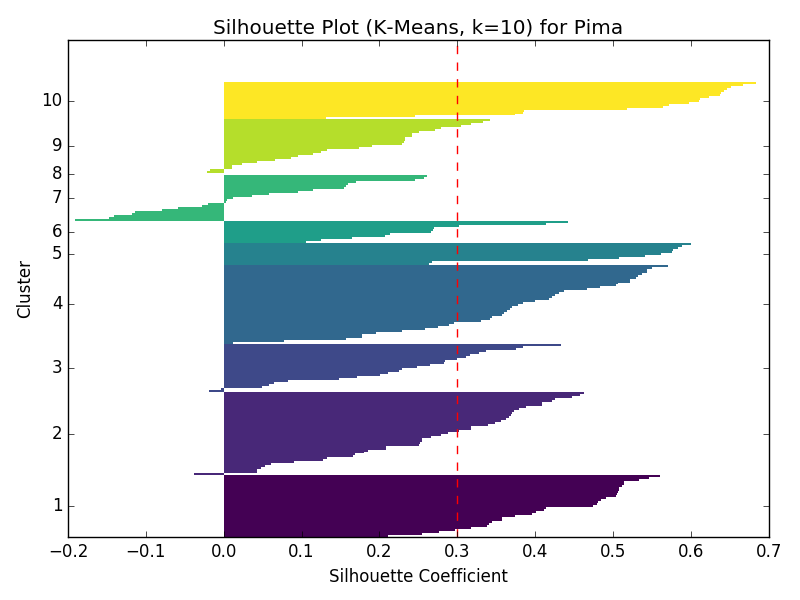 Silhouette Plot (K-Means, k=10) for Pima
10
9
8
7
6
5
4
3
2
1
Cluster
−0.2 −0.1 0.0 0.1 0.2 0.3 0.4 0.5 0.6 0.7
Silhouette Coefficient